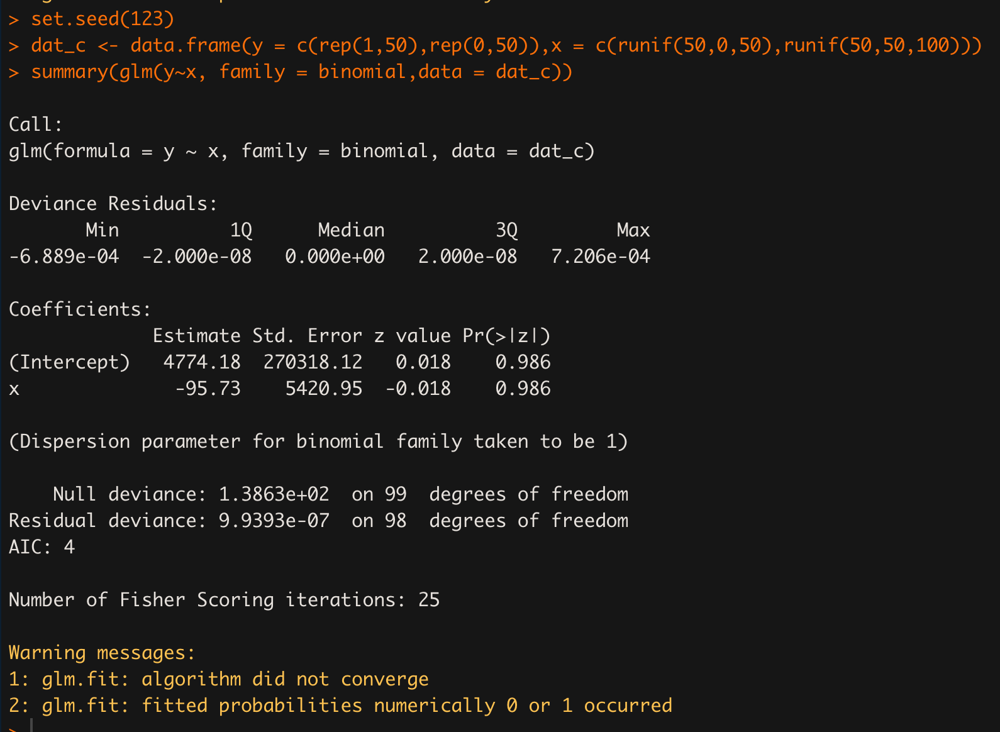 > set.seed(123)
> dat_c <- data.frame(y = c(rep(1,50),rep(0,50)),x = c(runif(50,0,50),runif(50,50,100)))
> summary(glm(y~x, family = binomial,data = dat_c))
Call:
glm(formula = y ~ x, family = binomial, data = dat_c)
Deviance Residuals:
Min 1Q Median 3Q Max
-6.889e-04 -2.000e-08 0.000e+00 2.000e-08 7.206e-04
Coefficients:
Estimate Std. Error z value Pr(>|z|)
(Intercept) 4774.18 270318.12 0.018 0.986
x -95.73 5420.95 -0.018 0.986
(Dispersion parameter for binomial family taken to be 1)
Null deviance: 1.3863e+02 on 99 degrees of freedom
Residual deviance: 9.9393e-07 on 98 degrees of freedom
AIC: 4
Number of Fisher Scoring iterations: 25
Warning messages:
1: glm.fit: algorithm did not converge
2: glm.fit: fitted probabilities numerically 0 or 1 occurred
>